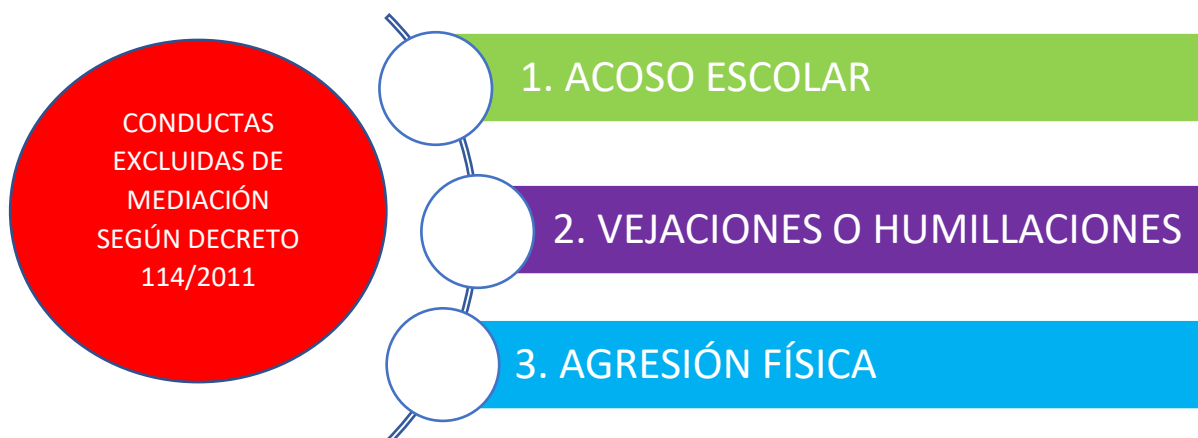 CONDUCTAS
EXCLUIDAS DE
MEDIACIÓN
SEGÚN DECRETO
114/2011
1. ACOSO ESCOLAR
2. VEJACIONES O HUMILLACIONES
3. AGRESIÓN FÍSICA